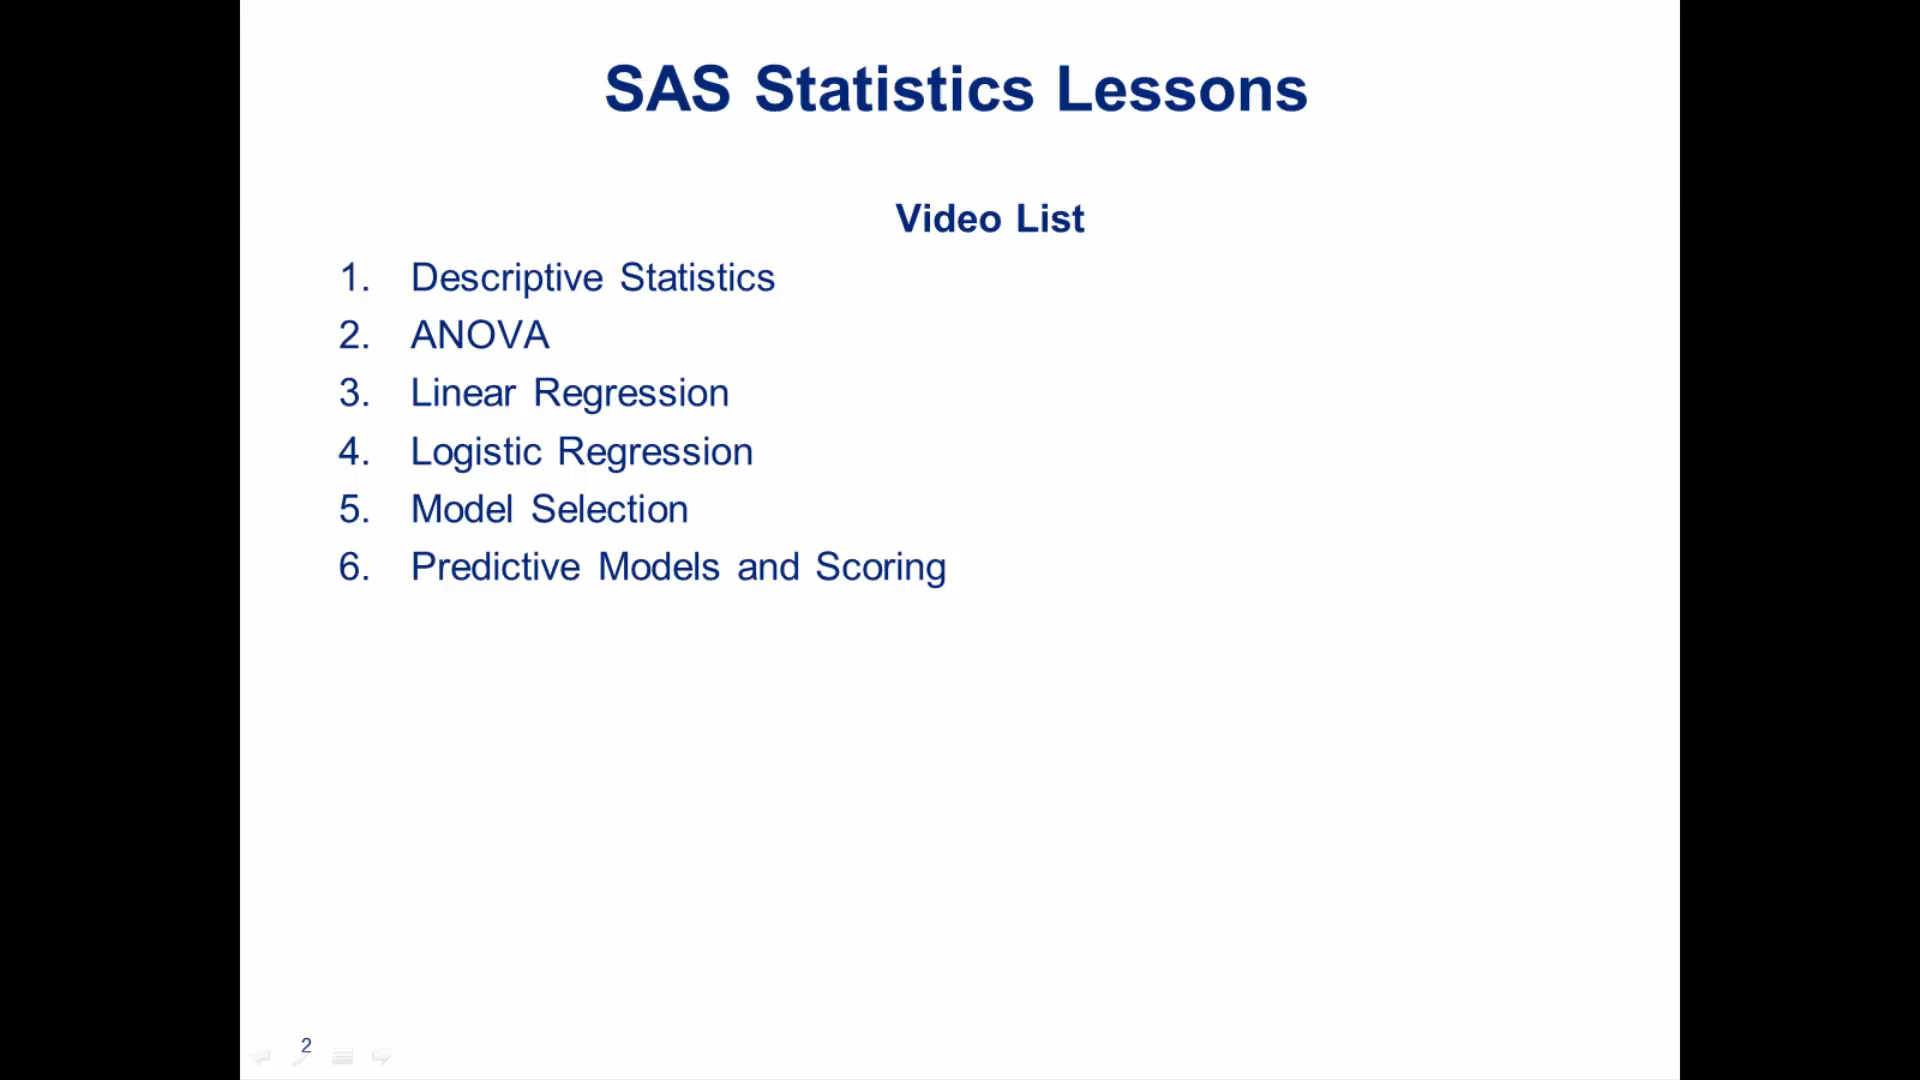 SAS Statistics Lessons
Video List
1. Descriptive Statistics
2. ANOVA
3. Linear Regression
4. Logistic Regression
5. Model Selection
6. Predictive Models and Scoring
2